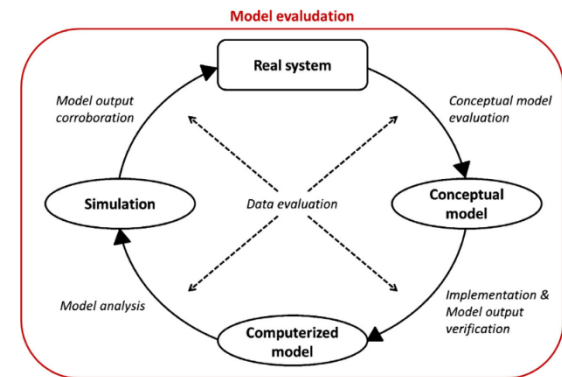 Model evaludation
Real system
Model output
corroboration
Conceptual model
evaluation
Simulation
Data evaluation
Conceptual
model
Model analysis
Implementation &
Model output
verification
Computerized
model